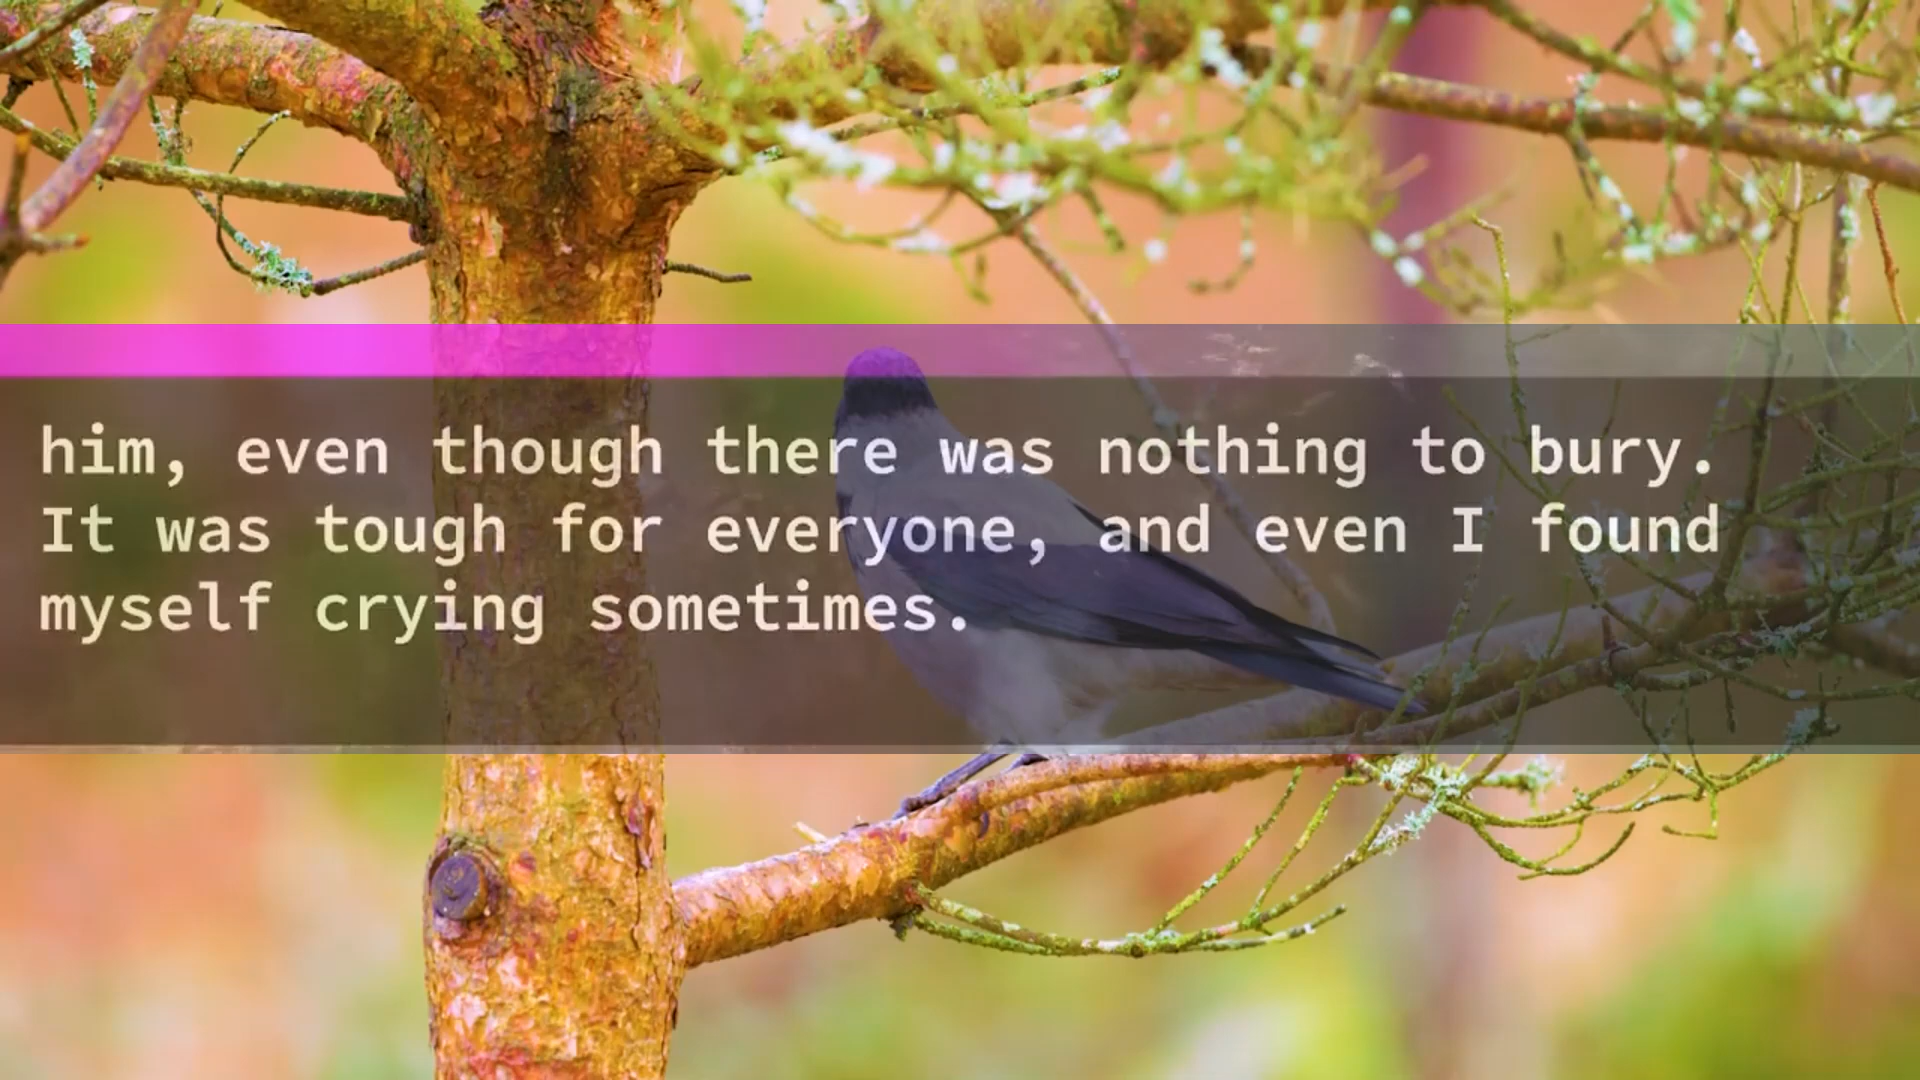 him, even though there was nothing to bury.
It was tough for everyone, and even I found
myself crying sometimes.